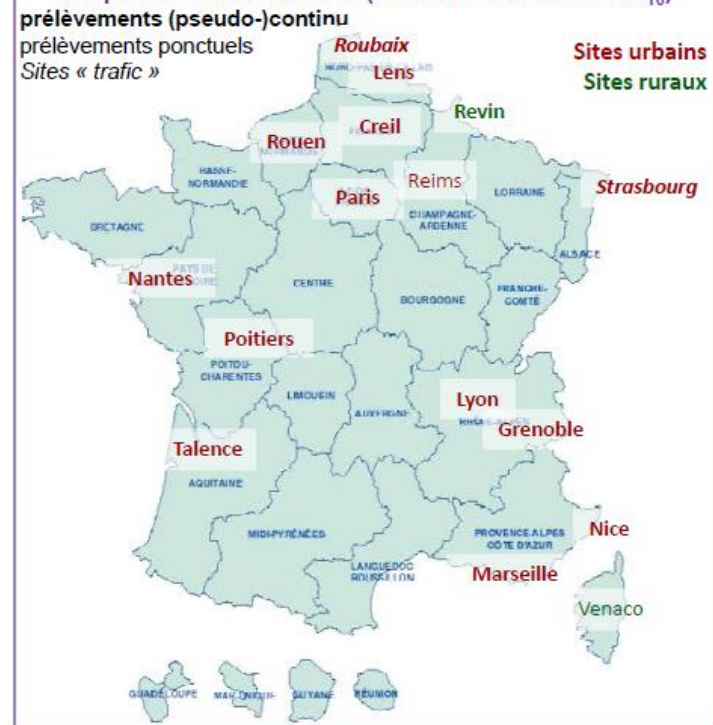 prélèvements (pseudo-)continu
prélèvements ponctuels
Sites « trafic »
Sites urbains
Sites ruraux
Roubaix
Lens
Revin
Creil
Rouen
Reims
Paris
Strasbourg
BASSE-
NORMANDIE
LORRAINE
CHAMPAGNE-
ARDENNE
BRETAGNE
ALSACE
Nantes
CENTRE
FRANCHE-
COMTÉ
BOURGOGNE
Poitiers
POITOU-
CHARENTES
LIMOUSIN
AUVERGNE
Lyon
Grenoble
Talence
AQUITAINE
MIDI-PYRÉNÉES
PROVENCE-ALPES
CÔTE D'AZUR
Nice
LANGUEDOC
ROUSSILLON
Marseille
Venaco
GUADELOUPE
MARTINIQUE
GUYANE
RÉUNION